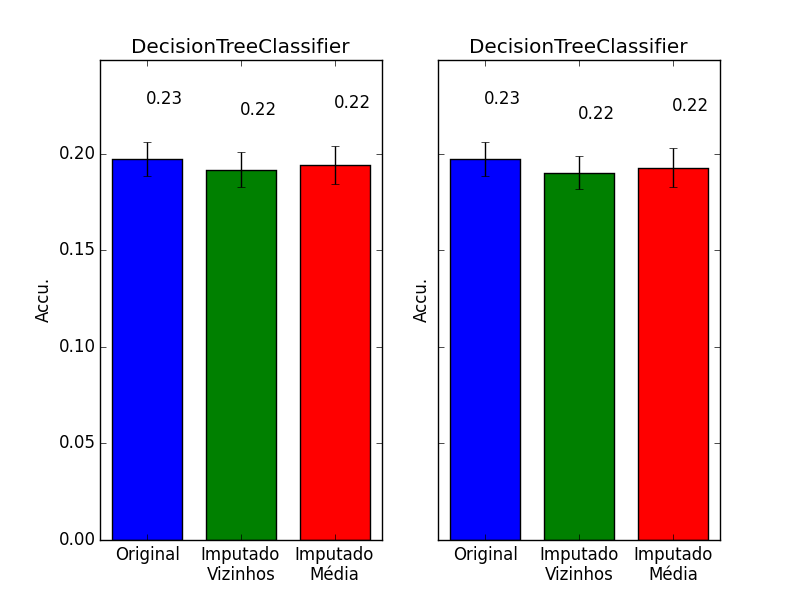 DecisionTreeClassifier
0.23
0.22
0.22
0.20
0.15
0.10
0.05
0.00
Accu.
Original
Imputado
Vizinhos
Imputado
Média
DecisionTreeClassifier
0.23
0.22
0.22
Accu.
Original
Imputado
Vizinhos
Imputado
Média